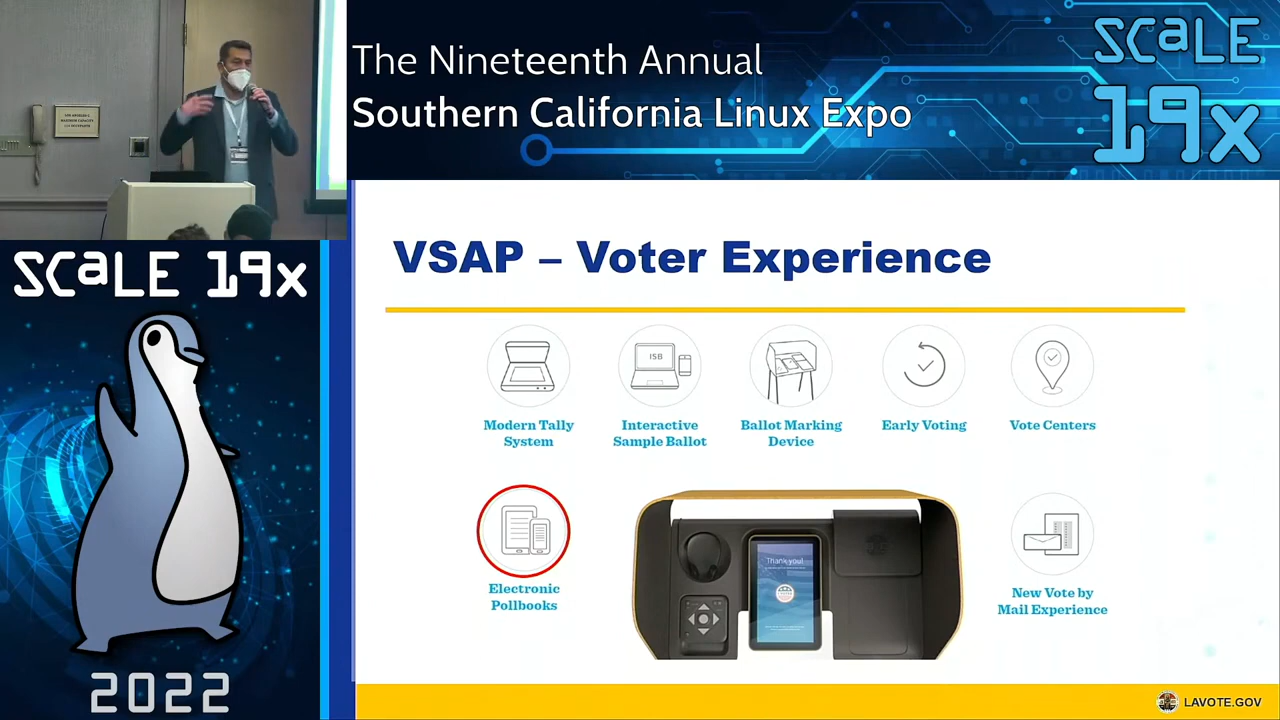 The Nineteenth Annual
Southern California Linux Expo
SCaLE
19x
SCaLE 19x
2022
VSAP – Voter Experience
Modern Tally
System
ISB
Interactive
Sample Ballot
Ballot Marking
Device
Early Voting
Vote Centers
Electronic
Pollbooks
Thank you!
New Vote by
Mail Experience
LAVOTE.GOV